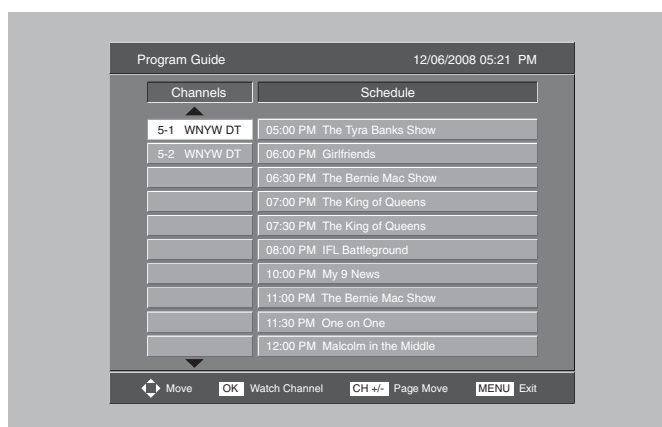 Program Guide 12/06/2008 05:21 PM
Channels Schedule
5-1 WNYW DT 05:00 PM The Tyra Banks Show
5-2 WNYW DT 06:00 PM Girlfriends
06:30 PM The Bernie Mac Show
07:00 PM The King of Queens
07:30 PM The King of Queens
08:00 PM IFL Battleground
10:00 PM My 9 News
11:00 PM The Bernie Mac Show
11:30 PM One on One
12:00 PM Malcolm in the Middle
Move OK Watch Channel CH +/- Page Move MENU Exit